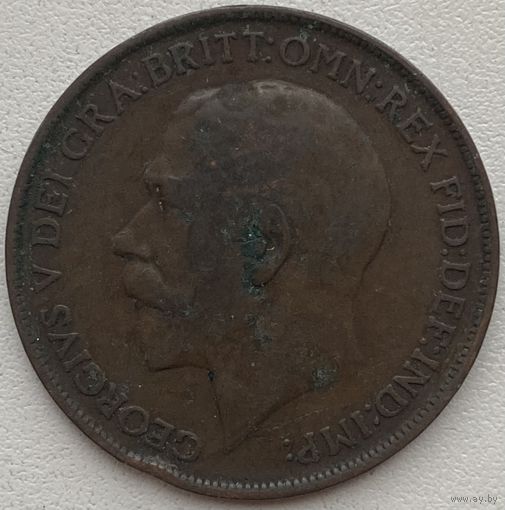 GEORGIVS V DEI GRA: BRITT: OMN: REX FID: DEF: IND: IMP:
www.ay.by